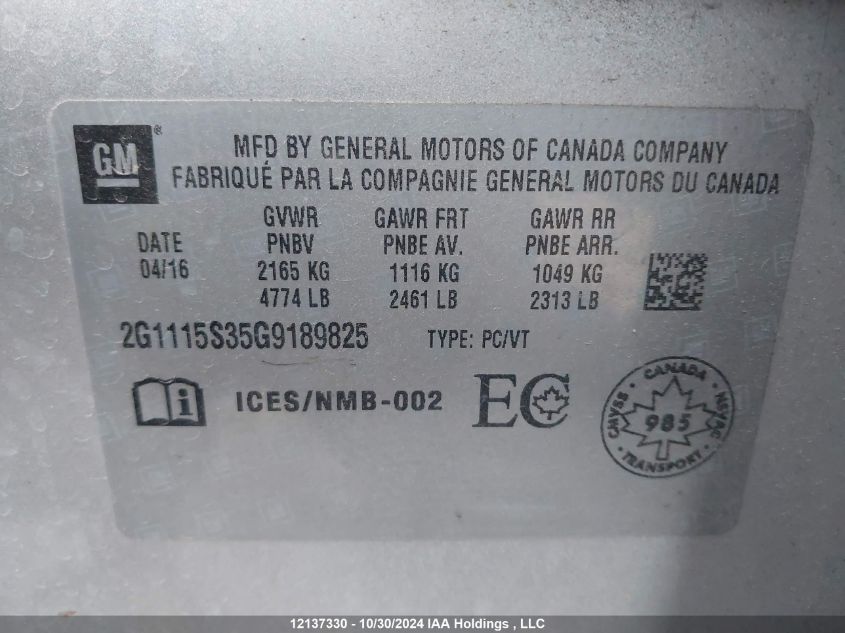 GM ®
MFD BY GENERAL MOTORS OF CANADA COMPANY
FABRIQUÉ PAR LA COMPAGNIE GENERAL MOTORS DU CANADA
GVWR GAWR FRT GAWR RR
DATE PNBV PNBE AV. PNBE ARR.
04/16 2165 KG 1116 KG 1049 KG
4774 LB 2461 LB 2313 LB
2G1115S35G9189825 TYPE: PC/VT
i ICES/NMB-002 EC
CANADA
CMVSS 985 NSVAC
TRANSPORT
12137330 - 10/30/2024 IAA Holdings , LLC